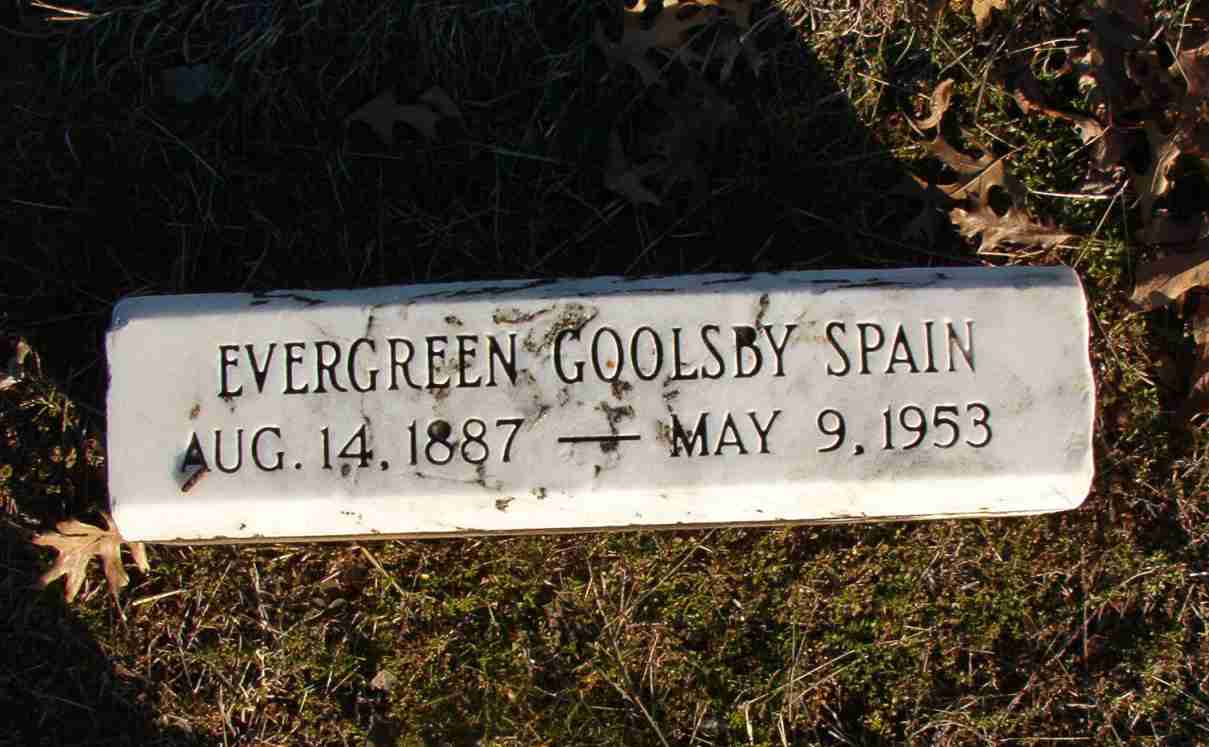 EVERGREEN GOOLSBY SPAIN
AUG. 14, 1887 — MAY 9, 1953